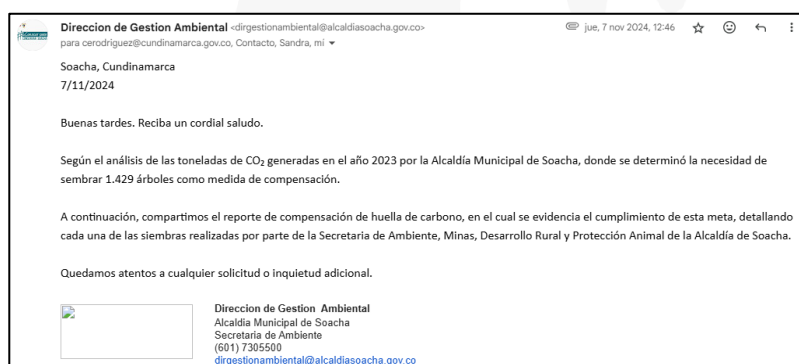 Direccion de Gestion Ambiental <dirgestionambiental@alcaldiasoacha.gov.co>
jue, 7 nov 2024, 12:46
para cerodriguez@cundinamarca.gov.co, Contacto, Sandra, mí
Soacha, Cundinamarca
7/11/2024
Buenas tardes. Reciba un cordial saludo.
Según el análisis de las toneladas de CO₂ generadas en el año 2023 por la Alcaldía Municipal de Soacha, donde se determinó la necesidad de
sembrar 1.429 árboles como medida de compensación.
A continuación, compartimos el reporte de compensación de huella de carbono, en el cual se evidencia el cumplimiento de esta meta, detallando
cada una de las siembras realizadas por parte de la Secretaria de Ambiente, Minas, Desarrollo Rural y Protección Animal de la Alcaldía de Soacha.
Quedamos atentos a cualquier solicitud o inquietud adicional.
Direccion de Gestion Ambiental
Alcaldia Municipal de Soacha
Secretaria de Ambiente
(601) 7305500
dirgestionambiental@alcaldiasoacha.gov.co